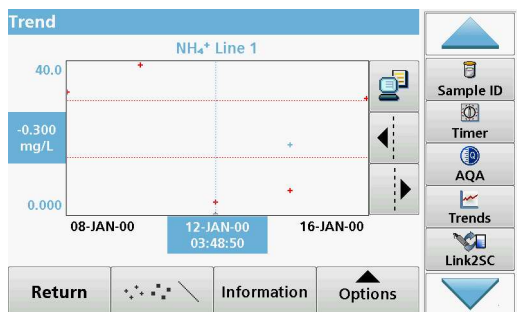 Trend
NH₄⁺ Line 1
40.0
-0.300
mg/L
0.000
08-JAN-00
12-JAN-00
03:48:50
16-JAN-00
Return
Information
Options
Sample ID
Timer
AQA
Trends
Link2SC